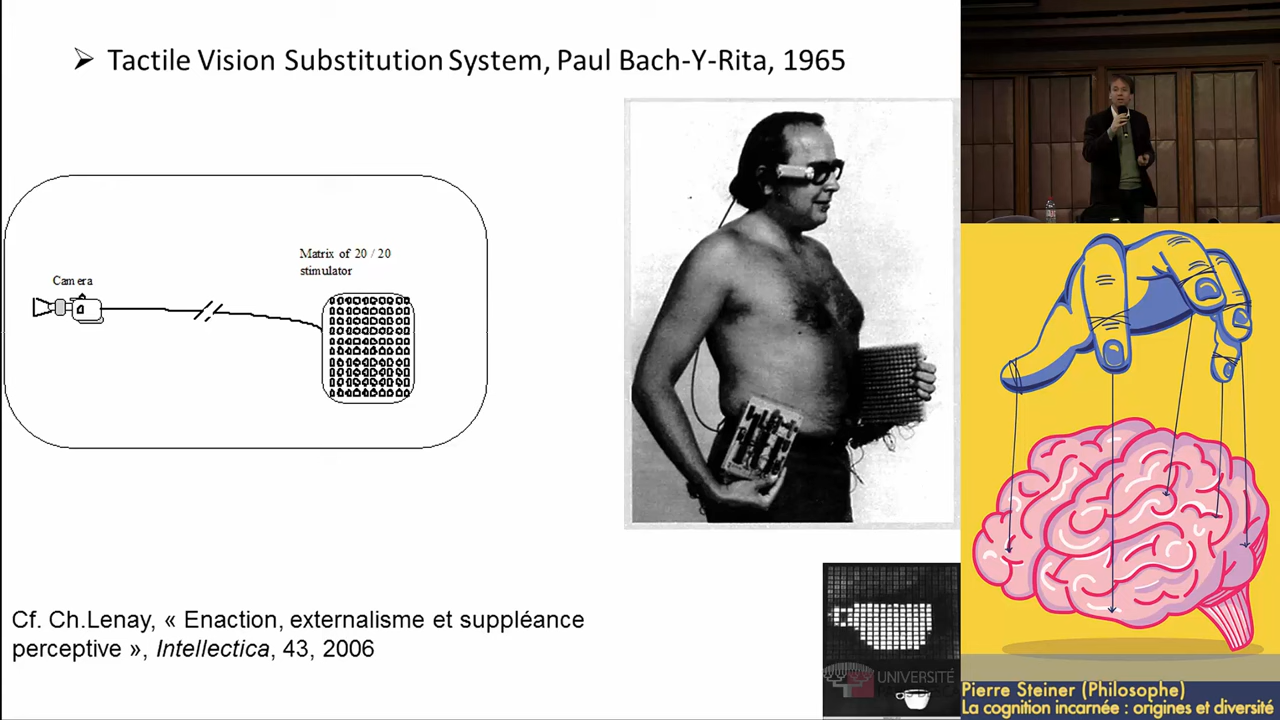 ➢ Tactile Vision Substitution System, Paul Bach-Y-Rita, 1965
Matrix of 20 / 20
stimulator
Camera
Cf. Ch.Lenay, « Enaction, externalisme et suppléance
perceptive », Intellectica, 43, 2006
UNIVERSITÉ
Pierre Steiner (Philosophe)
La cognition incarnée : origines et diversité